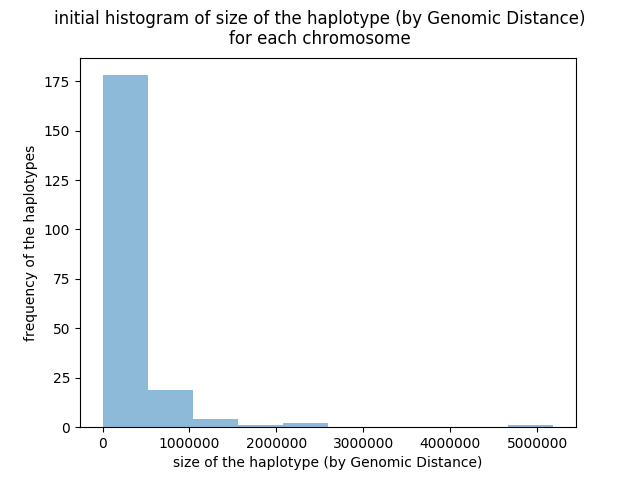 initial histogram of size of the haplotype (by Genomic Distance)
for each chromosome
175
150
125
100
75
50
25
0
frequency of the haplotypes
0 1000000 2000000 3000000 4000000 5000000
size of the haplotype (by Genomic Distance)